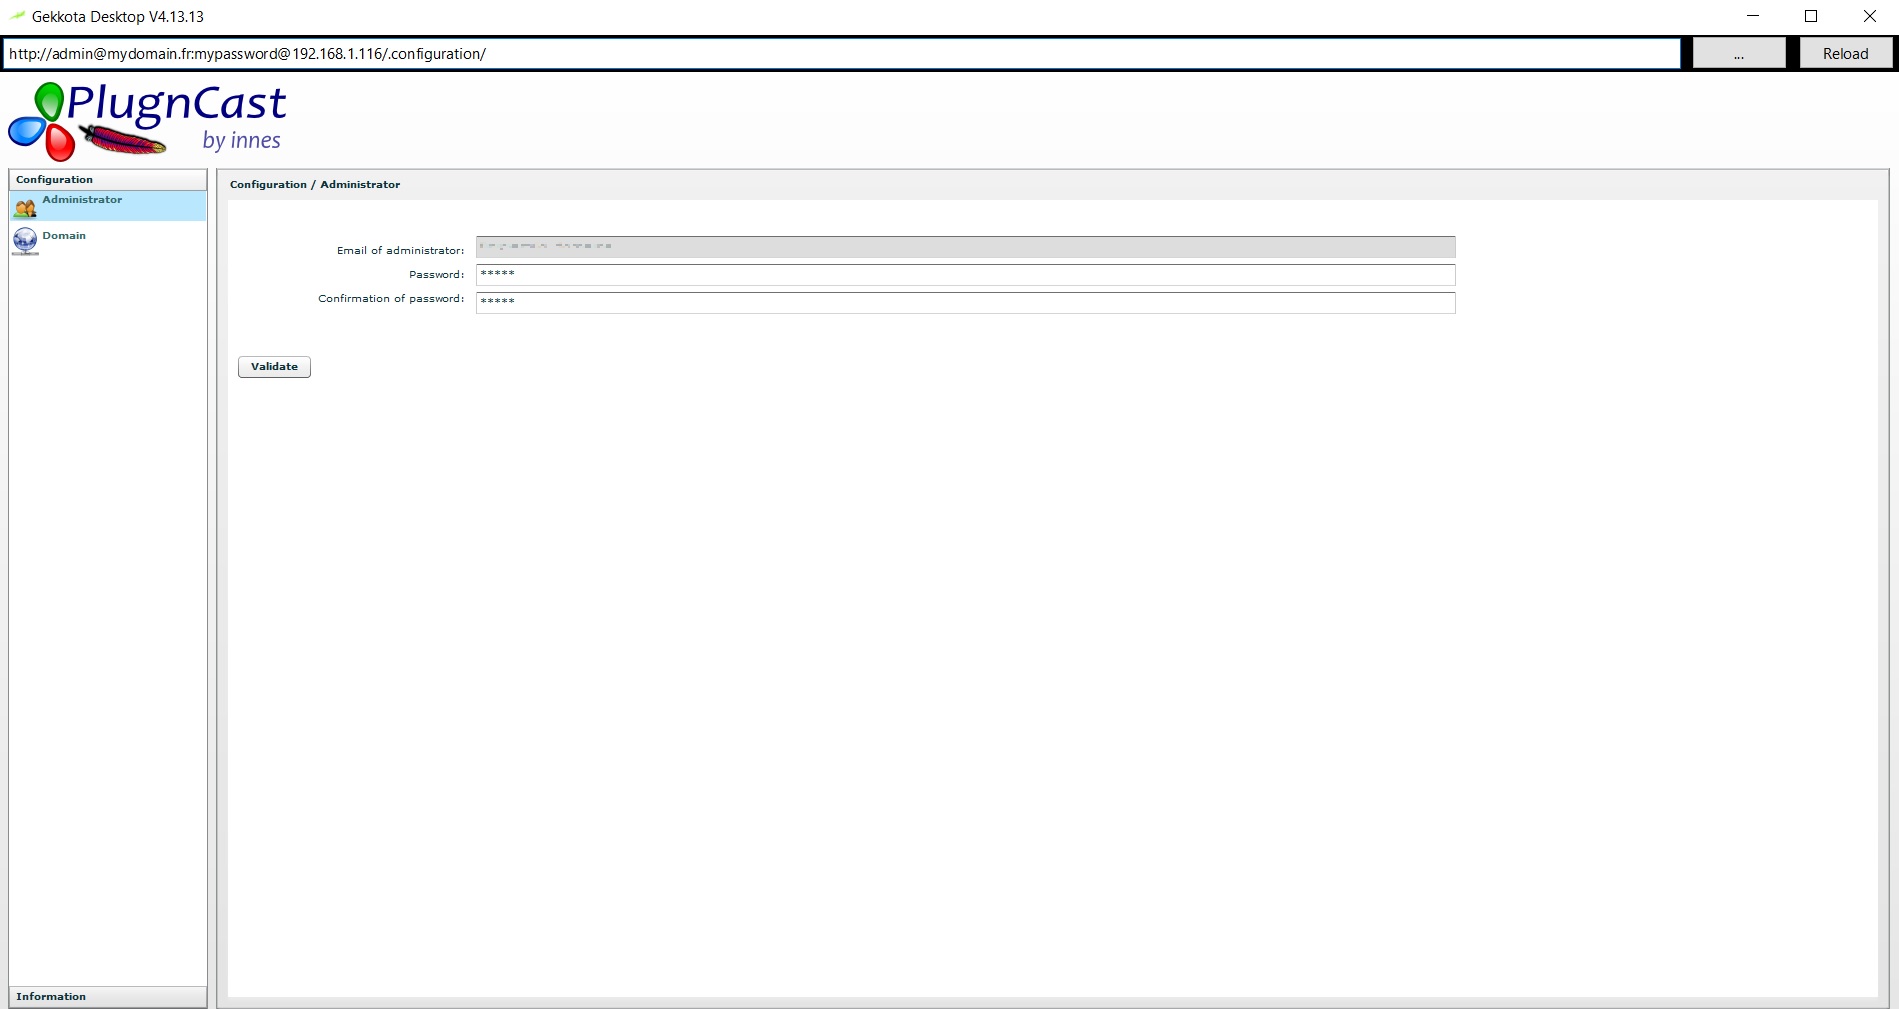 Gekkota Desktop V4.13.13
http://admin@mydomain.fr:mypassword@192.168.1.116/.configuration/
...
Reload
PlugnCast
by innes
Configuration
Administrator
Domain
Information
Configuration / Administrator
Email of administrator:
Password: *****
Confirmation of password: *****
Validate